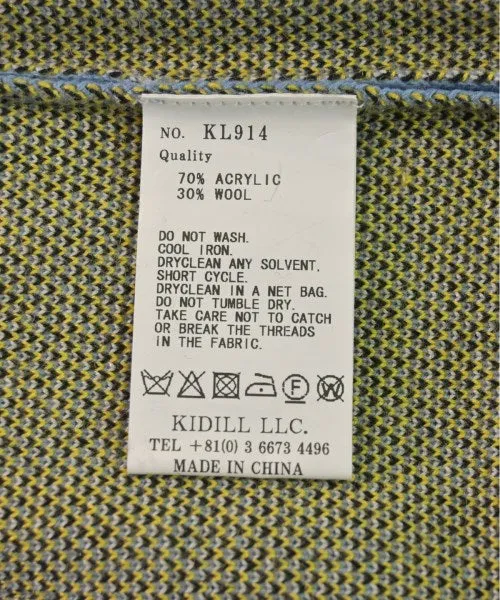 NO. KL914
Quality
70% ACRYLIC
30% WOOL
DO NOT WASH.
COOL IRON.
DRYCLEAN ANY SOLVENT,
SHORT CYCLE.
DRYCLEAN IN A NET BAG.
DO NOT TUMBLE DRY.
TAKE CARE NOT TO CATCH
OR BREAK THE THREADS
IN THE FABRIC.
F W
KIDILL LLC.
TEL +81(0) 3 6673 4496
MADE IN CHINA